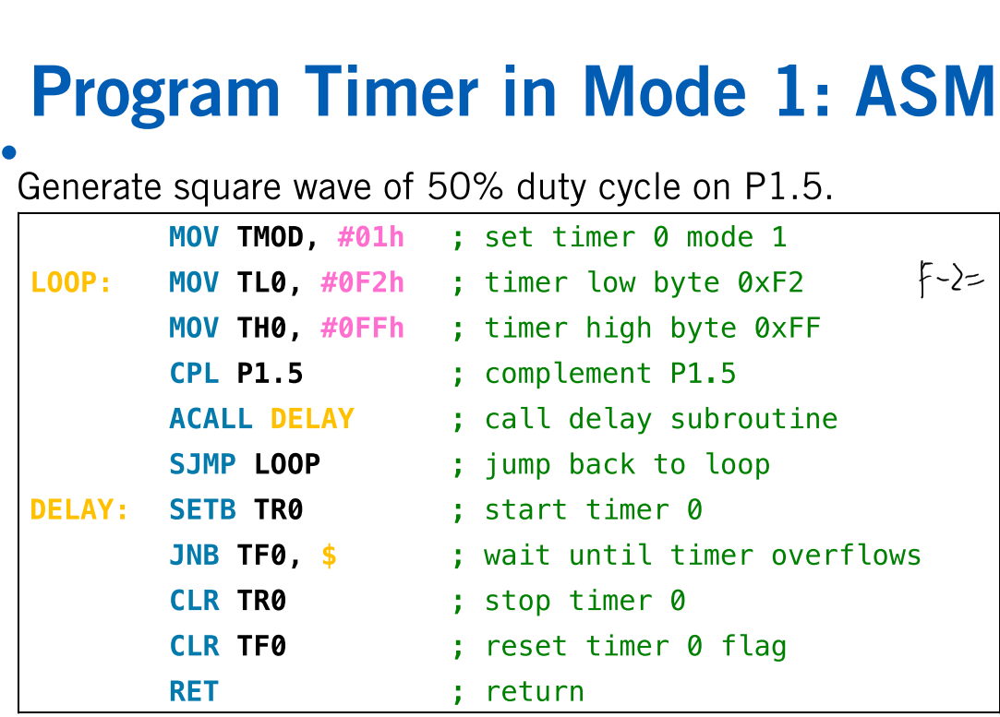 Program Timer in Mode 1: ASM
Generate square wave of 50% duty cycle on P1.5.
MOV TMOD, #01h ; set timer 0 mode 1
LOOP: MOV TL0, #0F2h ; timer low byte 0xF2
F-2=
MOV TH0, #0FFh ; timer high byte 0xFF
CPL P1.5 ; complement P1.5
ACALL DELAY ; call delay subroutine
SJMP LOOP ; jump back to loop
DELAY: SETB TR0 ; start timer 0
JNB TF0, $ ; wait until timer overflows
CLR TR0 ; stop timer 0
CLR TF0 ; reset timer 0 flag
RET ; return